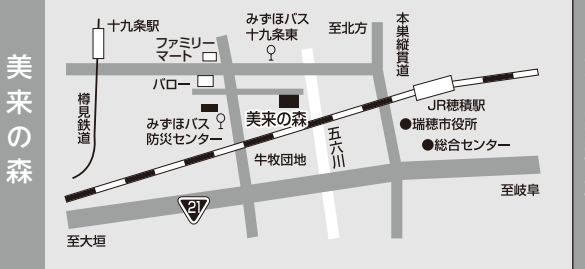 美来の森
十九条駅
みずほバス
十九条東
至北方
本巣縦貫道
ファミリー
マート
バロー
樽見鉄道
みずほバス
防災センター
美来の森
JR穂積駅
●瑞穂市役所
●総合センター
五六川
牛牧団地
21
至岐阜
至大垣